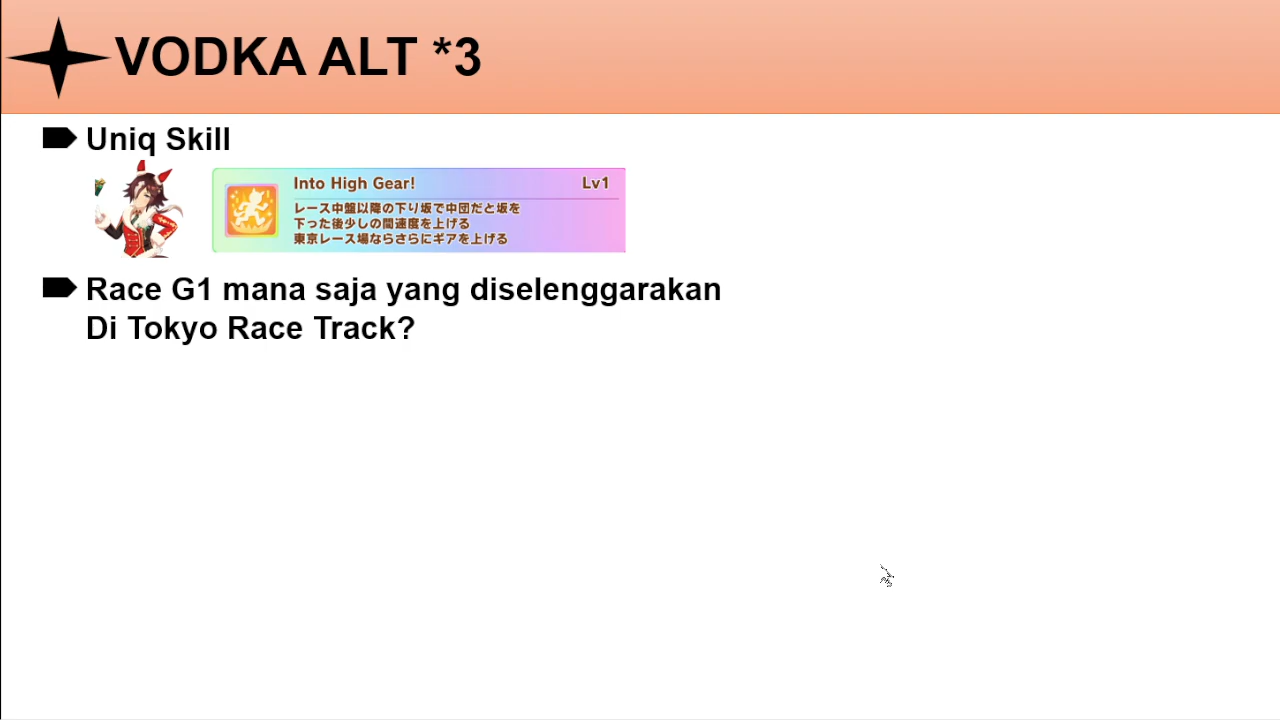 VODKA ALT *3
Uniq Skill
Into High Gear! Lv1
レース中盤以降の下り坂で中団だと坂を
下った後少しの間速度を上げる
東京レース場ならさらにギアを上げる
Race G1 mana saja yang diselenggarakan
Di Tokyo Race Track?